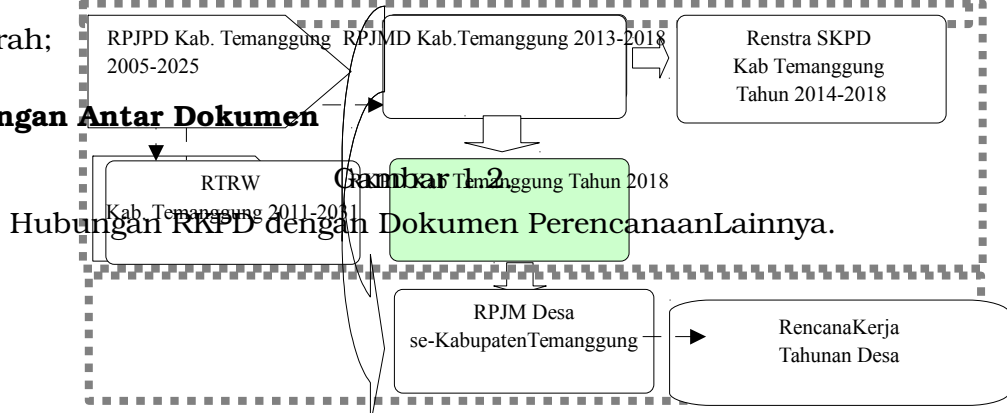 rah;
RPJPD Kab. Temanggung
2005-2025
RPJMD Kab.Temanggung 2013-2018
Renstra SKPD
Kab Temanggung
Tahun 2014-2018
ngan Antar Dokumen
RTRW
Kab. Temanggung 2011-2031
RKPD Kab Temanggung Tahun 2018
Gambar 1.2.
Hubungan RKPD dengan Dokumen PerencanaanLainnya.
RPJM Desa
se-KabupatenTemanggung
RencanaKerja
Tahunan Desa